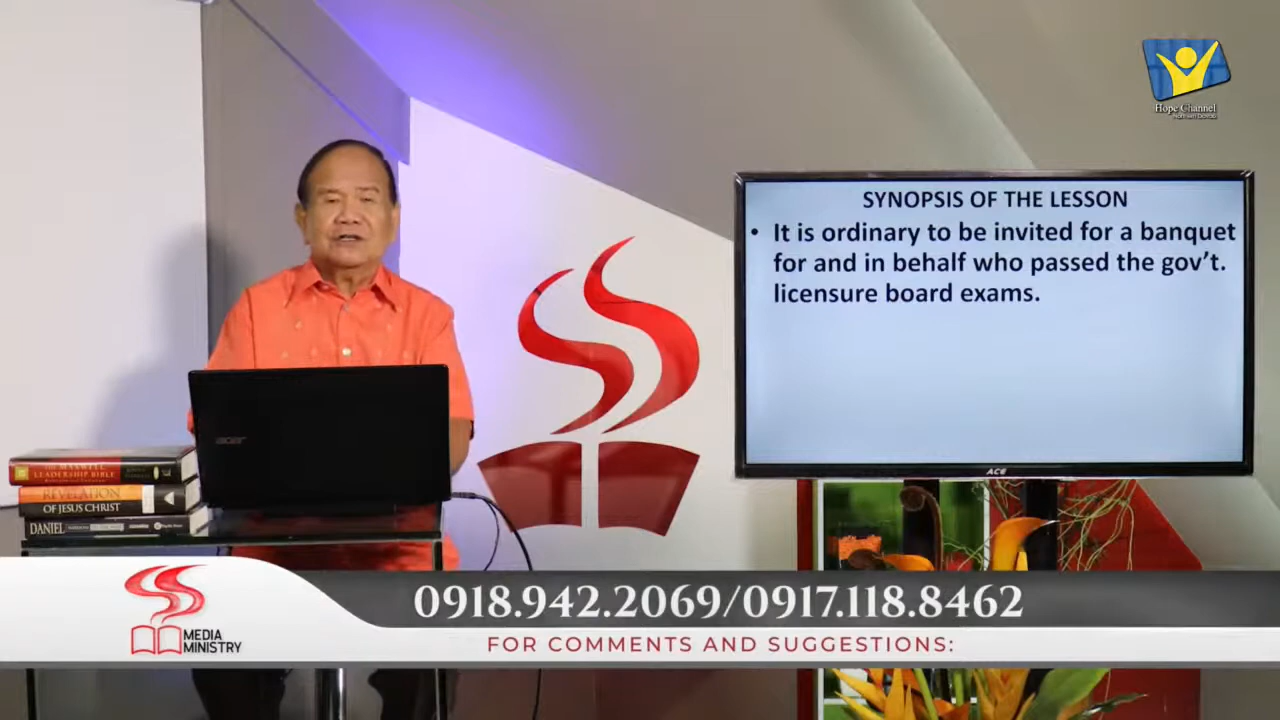 Hope Channel
SYNOPSIS OF THE LESSON
• It is ordinary to be invited for a banquet
for and in behalf who passed the gov't.
licensure board exams.
ACE
acer
THE MAXWELL
LEADERSHIP BIBLE
REVELATION
OF JESUS CHRIST
DANIEL
0918.942.2069/0917.118.8462
MEDIA
MINISTRY
FOR COMMENTS AND SUGGESTIONS: